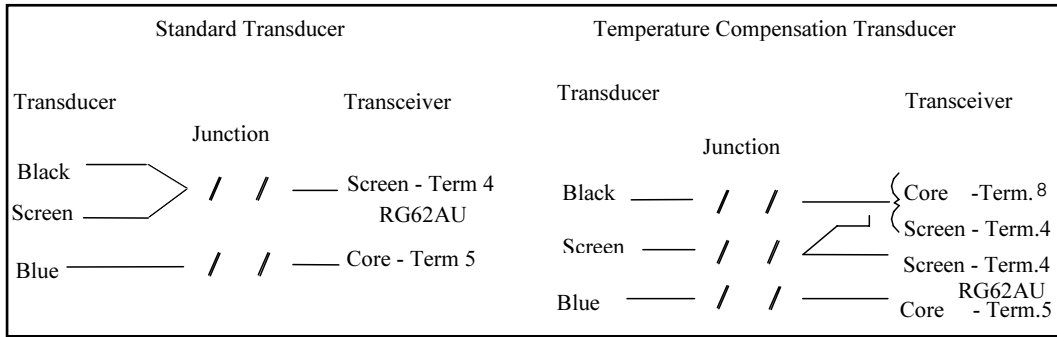 Standard Transducer
Transducer
Transceiver
Junction
Black
Screen
Screen - Term 4
RG62AU
Blue
Core - Term 5
Temperature Compensation Transducer
Transducer
Transceiver
Junction
Black
Core -Term. 8
Screen - Term.4
Screen
Screen - Term.4
RG62AU
Blue
Core - Term.5